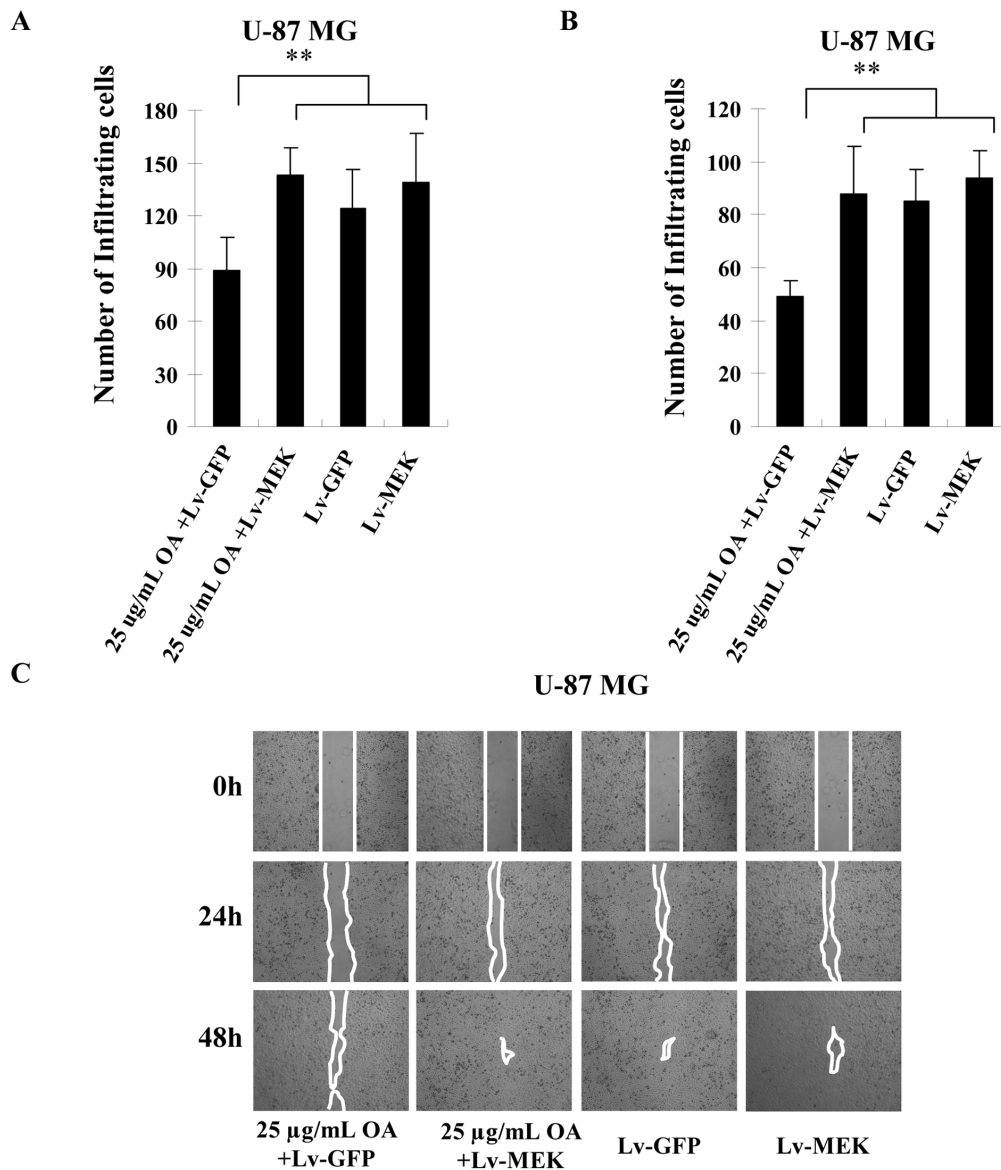 A
U-87 MG
**
Number of Infiltrating cells
180
150
120
90
60
30
0
25 ug/mL OA +Lv-GFP
25 ug/mL OA +Lv-MEK
Lv-GFP
Lv-MEK
B
U-87 MG
**
Number of Infiltrating cells
120
100
80
60
40
20
0
25 ug/mL OA +Lv-GFP
25 ug/mL OA +Lv-MEK
Lv-GFP
Lv-MEK
C
U-87 MG
0h
24h
48h
25 µg/mL OA
+Lv-GFP
25 µg/mL OA
+Lv-MEK
Lv-GFP
Lv-MEK